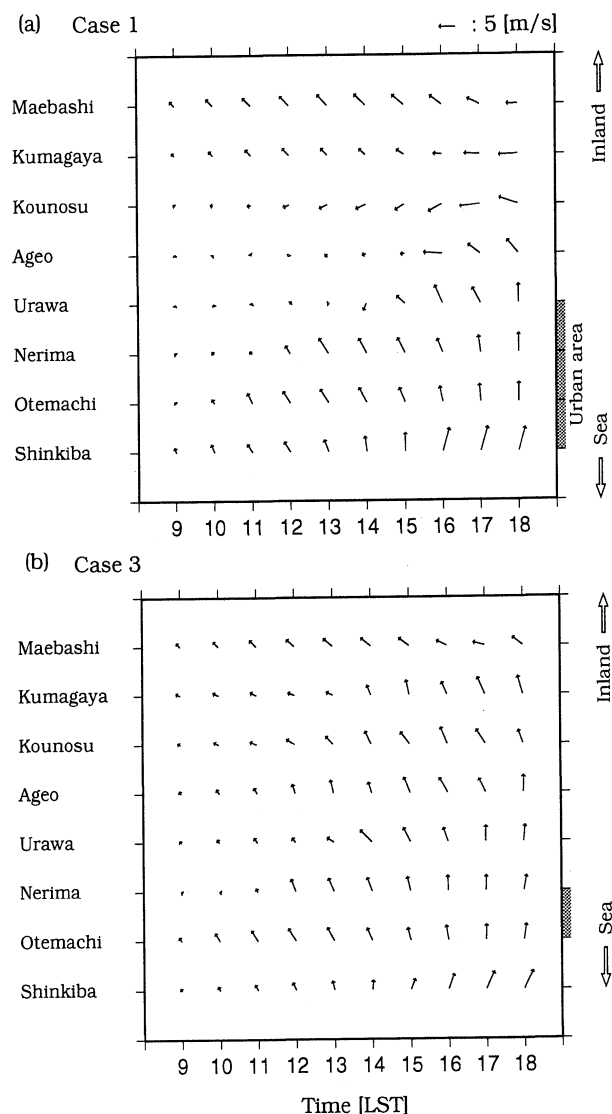 (a) Case 1 ← : 5 [m/s]
Maebashi
Kumagaya
Kounosu
Ageo
Urawa
Nerima
Otemachi
Shinkiba
Inland
Urban area
Sea
9 10 11 12 13 14 15 16 17 18
(b) Case 3
Maebashi
Kumagaya
Kounosu
Ageo
Urawa
Nerima
Otemachi
Shinkiba
Inland
Sea
9 10 11 12 13 14 15 16 17 18
Time [LST]